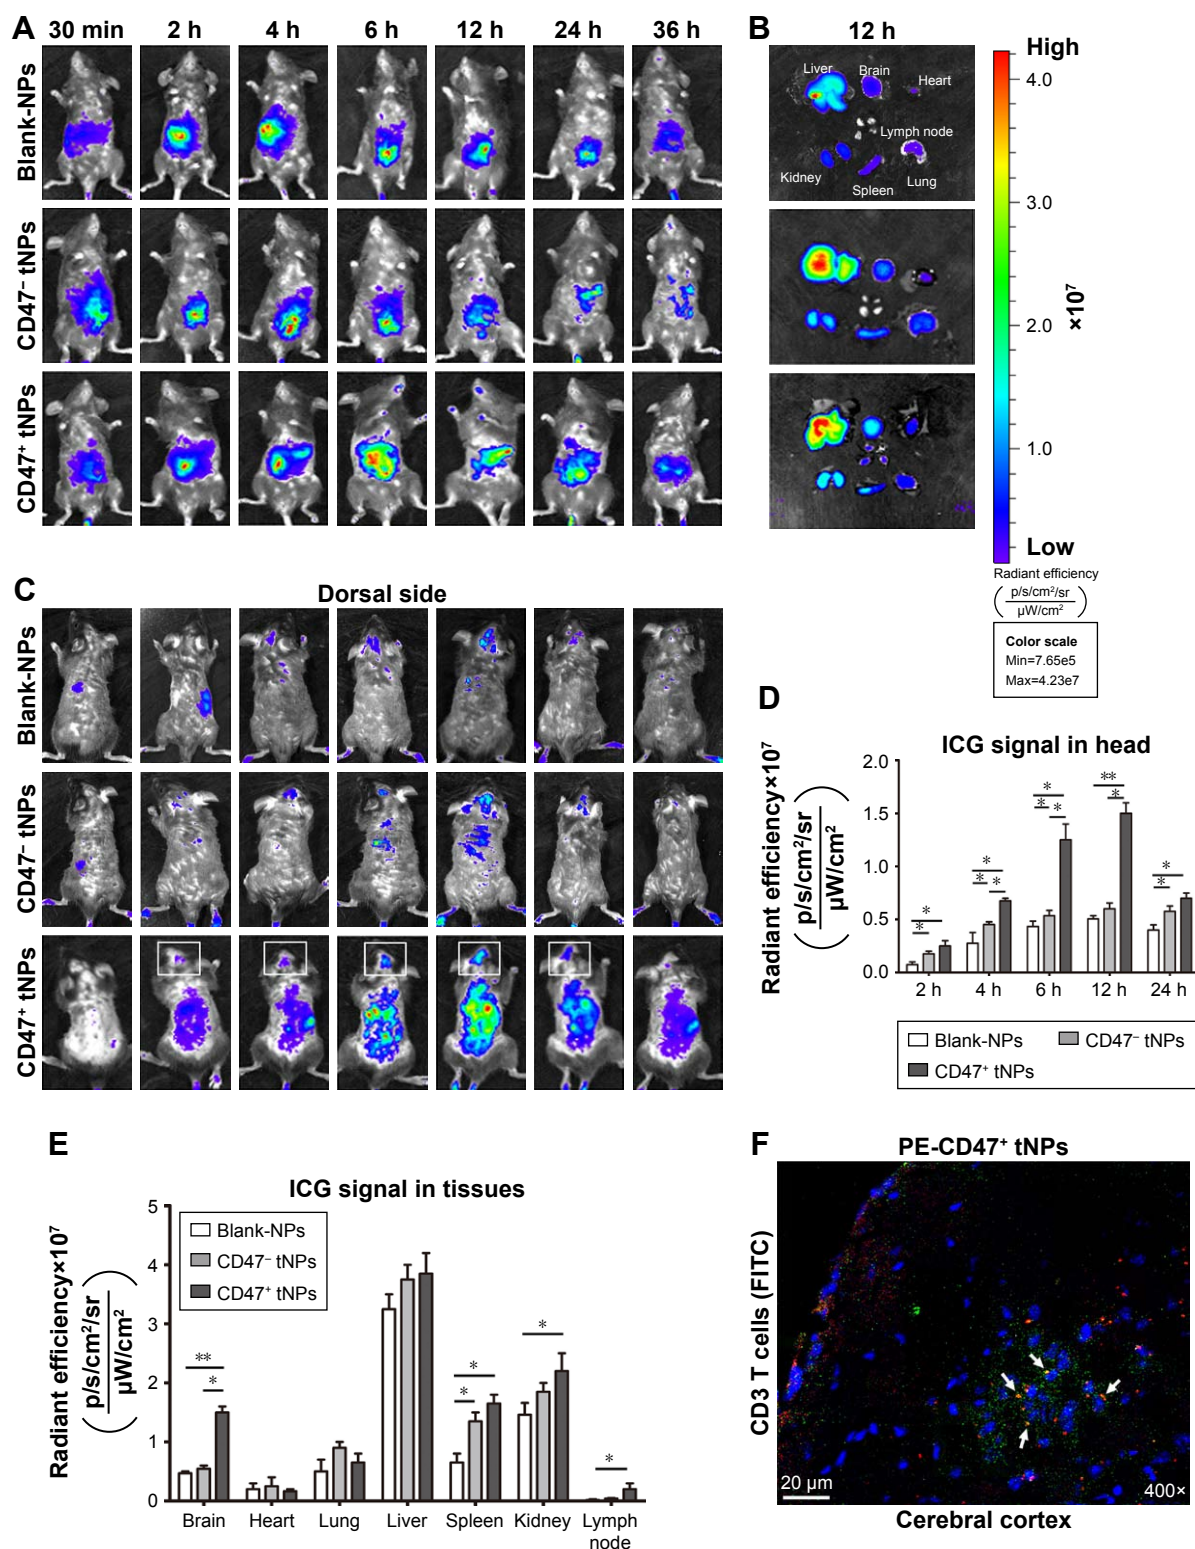 A
30 min 2 h 4 h 6 h 12 h 24 h 36 h
Blank-NPs
CD47⁻ tNPs
CD47⁺ tNPs
B
12 h
Liver
Brain
Heart
Lymph node
Kidney
Spleen
Lung
High
4.0
3.0
2.0
1.0
×10⁷
Low
Radiant efficiency
(p/s/cm²/sr
µW/cm²)
Color scale
Min=7.65e5
Max=4.23e7
C
Dorsal side
Blank-NPs
CD47⁻ tNPs
CD47⁺ tNPs
D
ICG signal in head
Radiant efficiency×10⁷
(p/s/cm²/sr
µW/cm²)
2.0
1.5
1.0
0.5
0.0
* *
* * *
* * *
** *
* *
2 h 4 h 6 h 12 h 24 h
Blank-NPs
CD47⁻ tNPs
CD47⁺ tNPs
E
ICG signal in tissues
Radiant efficiency×10⁷
(p/s/cm²/sr
µW/cm²)
5
4
3
2
1
0
Blank-NPs
CD47⁻ tNPs
CD47⁺ tNPs
** *
* *
*
*
Brain Heart Lung Liver Spleen Kidney Lymph
node
F
PE-CD47⁺ tNPs
CD3 T cells (FITC)
20 µm
400×
Cerebral cortex